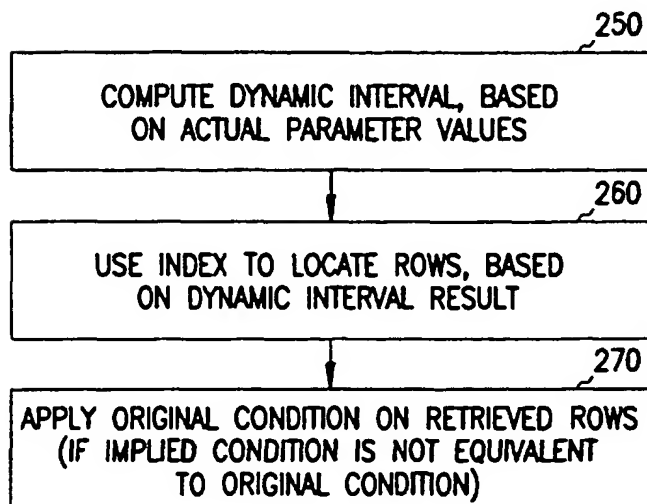 250
COMPUTE DYNAMIC INTERVAL, BASED
ON ACTUAL PARAMETER VALUES
260
USE INDEX TO LOCATE ROWS, BASED
ON DYNAMIC INTERVAL RESULT
270
APPLY ORIGINAL CONDITION ON RETRIEVED ROWS
(IF IMPLIED CONDITION IS NOT EQUIVALENT
TO ORIGINAL CONDITION)